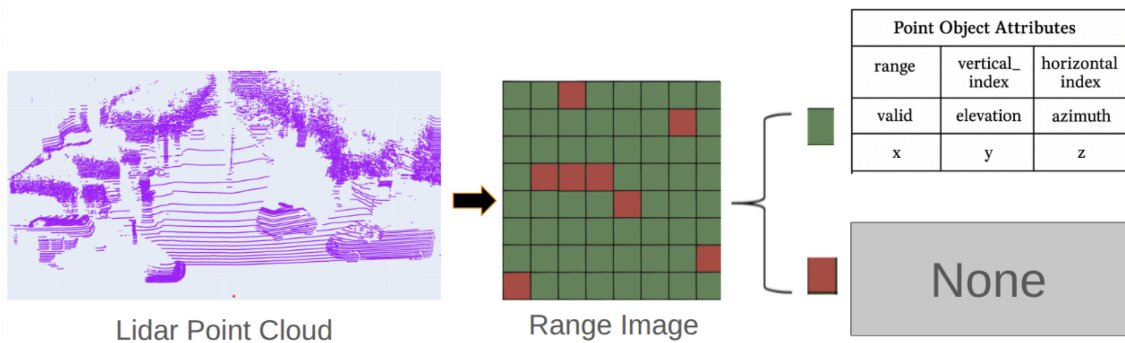 Point Object Attributes
range
vertical_
index
horizontal
index
valid
elevation
azimuth
x
y
z
None
Lidar Point Cloud
Range Image